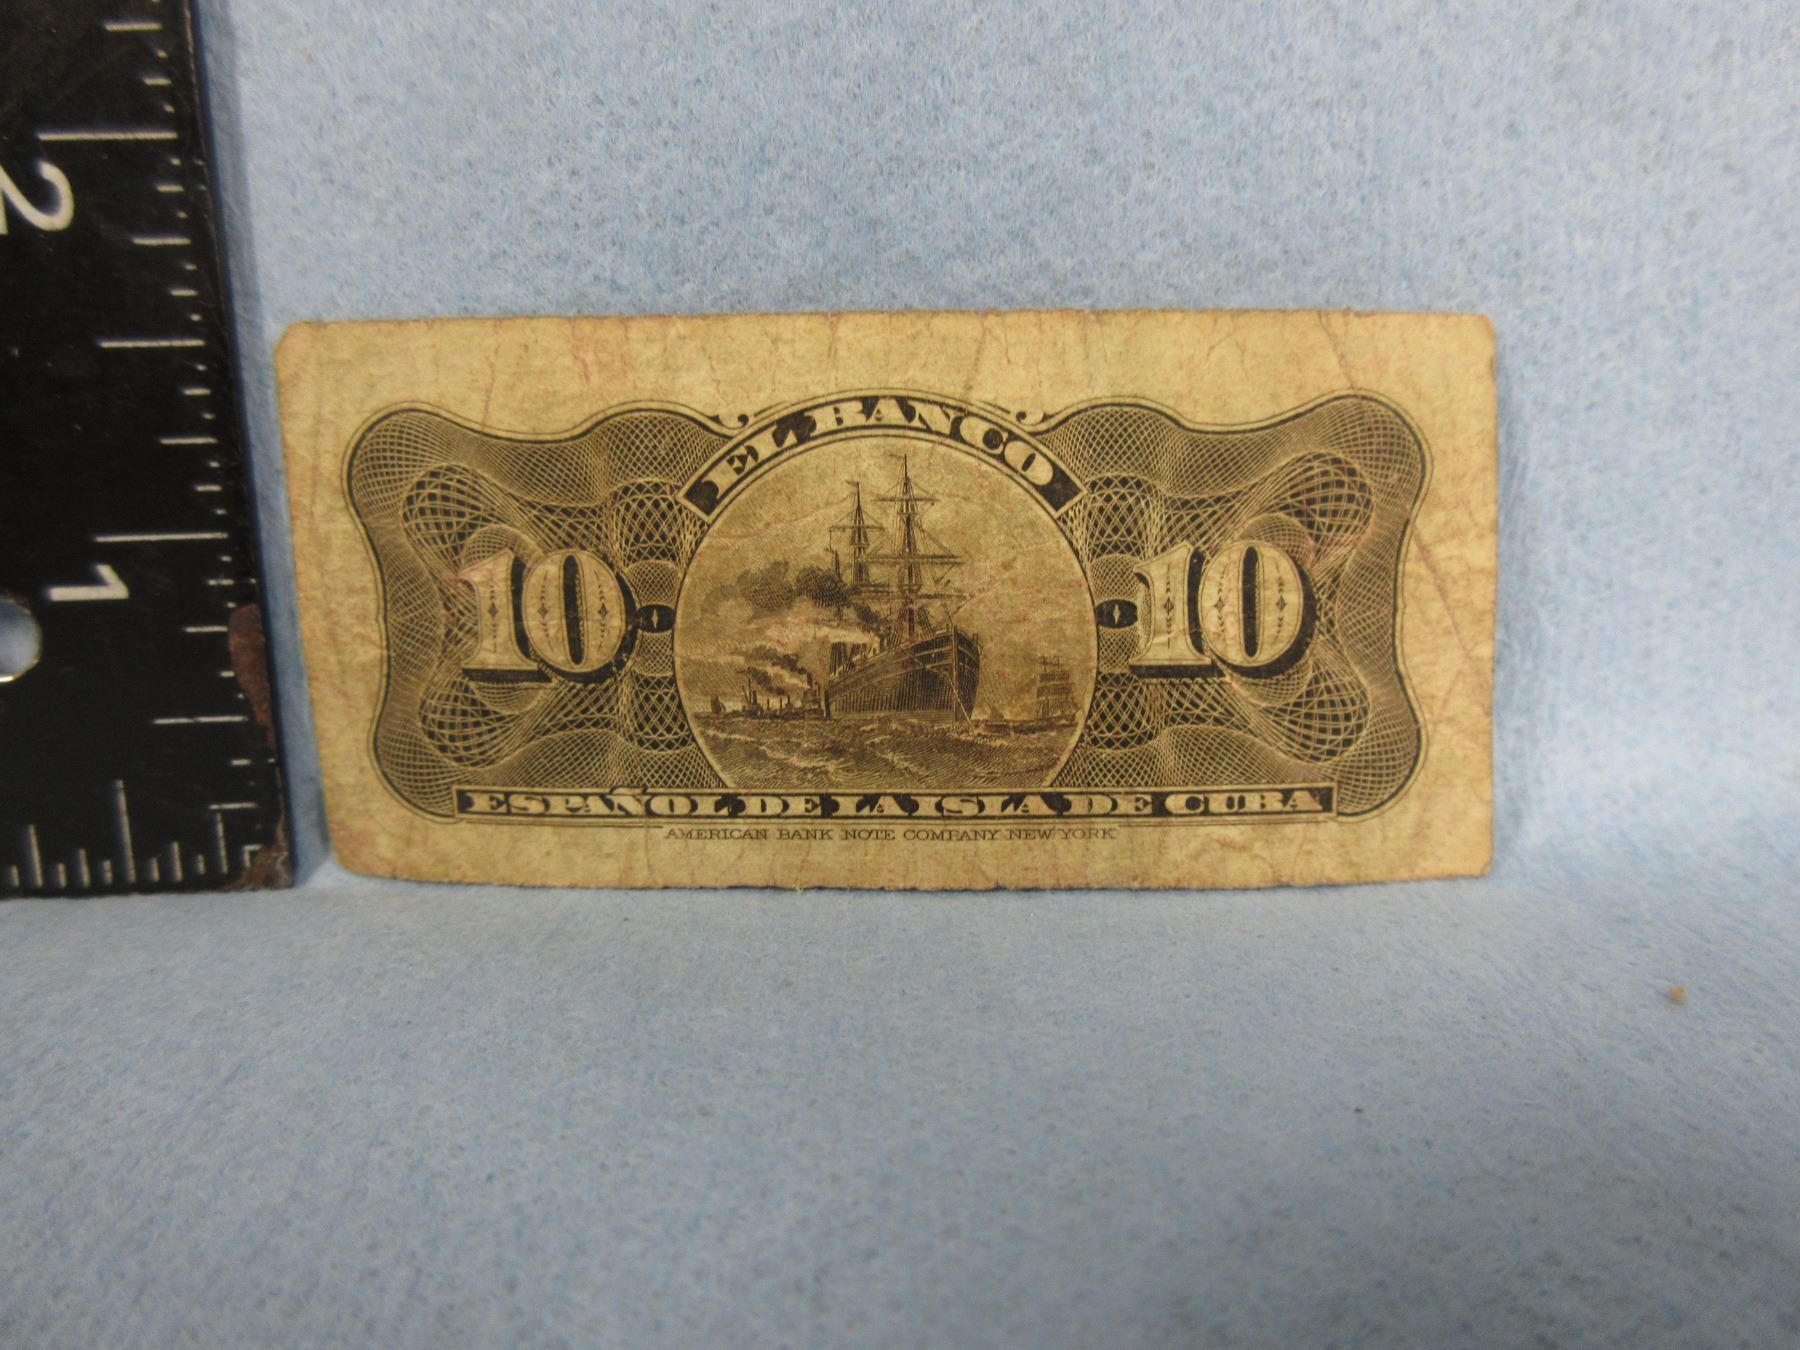 2
1
EL BANCO
10 10
ESPAÑOL DE LA ISLA DE CUBA
AMERICAN BANK NOTE COMPANY NEW YORK